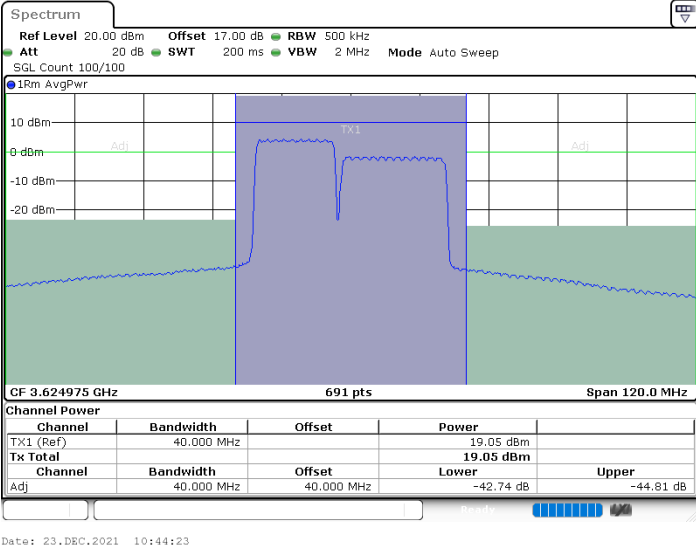 Spectrum
Ref Level 20.00 dBm Offset 17.00 dB RBW 500 kHz
Att 20 dB SWT 200 ms VBW 2 MHz Mode Auto Sweep
SGL Count 100/100
1Rm AvgPwr
10 dBm
TX1
Adj Adj
0 dBm
-10 dBm
-20 dBm
CF 3.624975 GHz 691 pts Span 120.0 MHz
Channel Power
Channel Bandwidth Offset Power
TX1 (Ref) 40.000 MHz 19.05 dBm
Tx Total 19.05 dBm
Channel Bandwidth Offset Lower Upper
Adj 40.000 MHz 40.000 MHz -42.74 dB -44.81 dB
Ready
Date: 23.DEC.2021 10:44:23